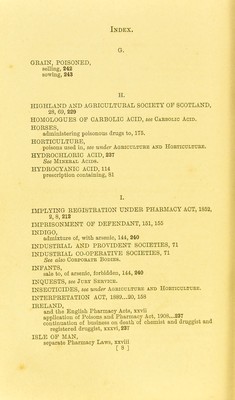 INDEX.
G.
GRAIN, POISONED,
selling, 242
sowing, 243
H.
HIGHLAND AND AGRICULTURAL SOCIETY OF SCOTLAND,
28, 69, 229
HOMOLOGUES OF CARBOLIC ACID, see CARBOLIC ACID.
HORSES,
administering poisonous drugs to, 175.
HORTICULTURE,
poisons used in, see under AGRICULTURE AND HORTICULTURE.
HYDROCHLORIC ACID, 237
See MINERAL ACIDS.
HYDROCYANIC ACID, 114
prescription containing, 81
I.
IMPLYING REGISTRATION UNDER PHARMACY ACT, 1852,
2, 8, 212
IMPRISONMENT OF DEFENDANT, 151, 155
INDIGO,
admixture of, with arsenic, 144, 240
INDUSTRIAL AND PROVIDENT SOCIETIES, 71
INDUSTRIAL CO-OPERATIVE SOCIETIES, 71
See also CORPORATE BODIES.
INFANTS,
sale to, of arsenic, forbidden, 144, 240
INQUESTS, see JURY SERVICE.
INSECTICIDES, see under AGRICULTURE AND HORTICULTURE.
INTERPRETATION ACT, 1889...20, 158
IRELAND,
and the English Pharmacy Acts, xxvii
application of Poisons and Pharmacy Act, 1908...237
continuation of business on death of chemist and druggist and
registered druggist, xxxvi, 237
ISLE OF MAN,
separate Pharmacy Laws, xxviii
[ 8 ]